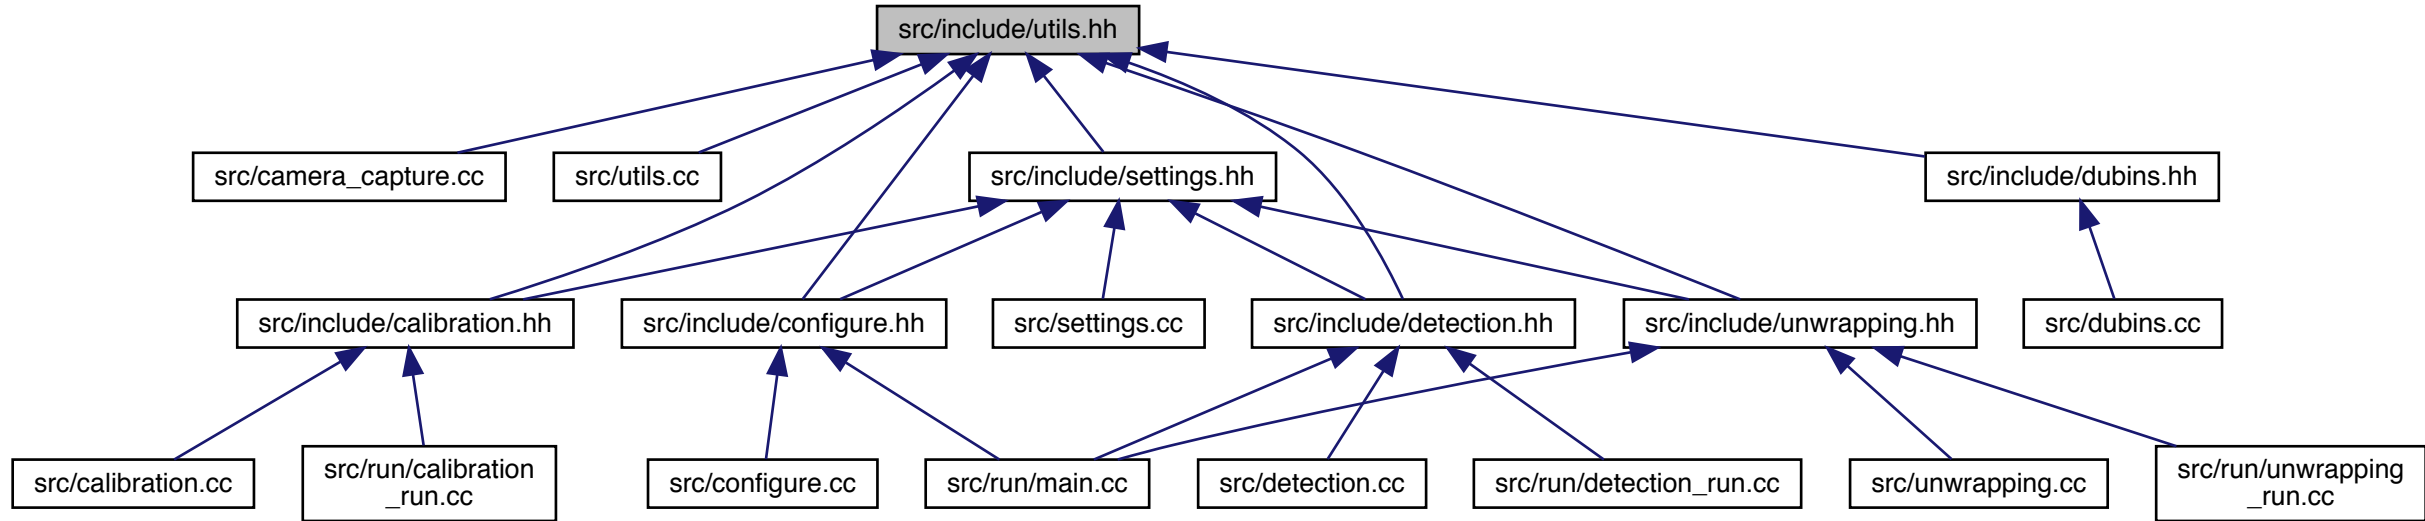 src/include/utils.hh
src/camera_capture.cc
src/utils.cc
src/include/settings.hh
src/include/dubins.hh
src/include/calibration.hh
src/include/configure.hh
src/settings.cc
src/include/detection.hh
src/include/unwrapping.hh
src/dubins.cc
src/calibration.cc
src/run/calibration
_run.cc
src/configure.cc
src/run/main.cc
src/detection.cc
src/run/detection_run.cc
src/unwrapping.cc
src/run/unwrapping
_run.cc